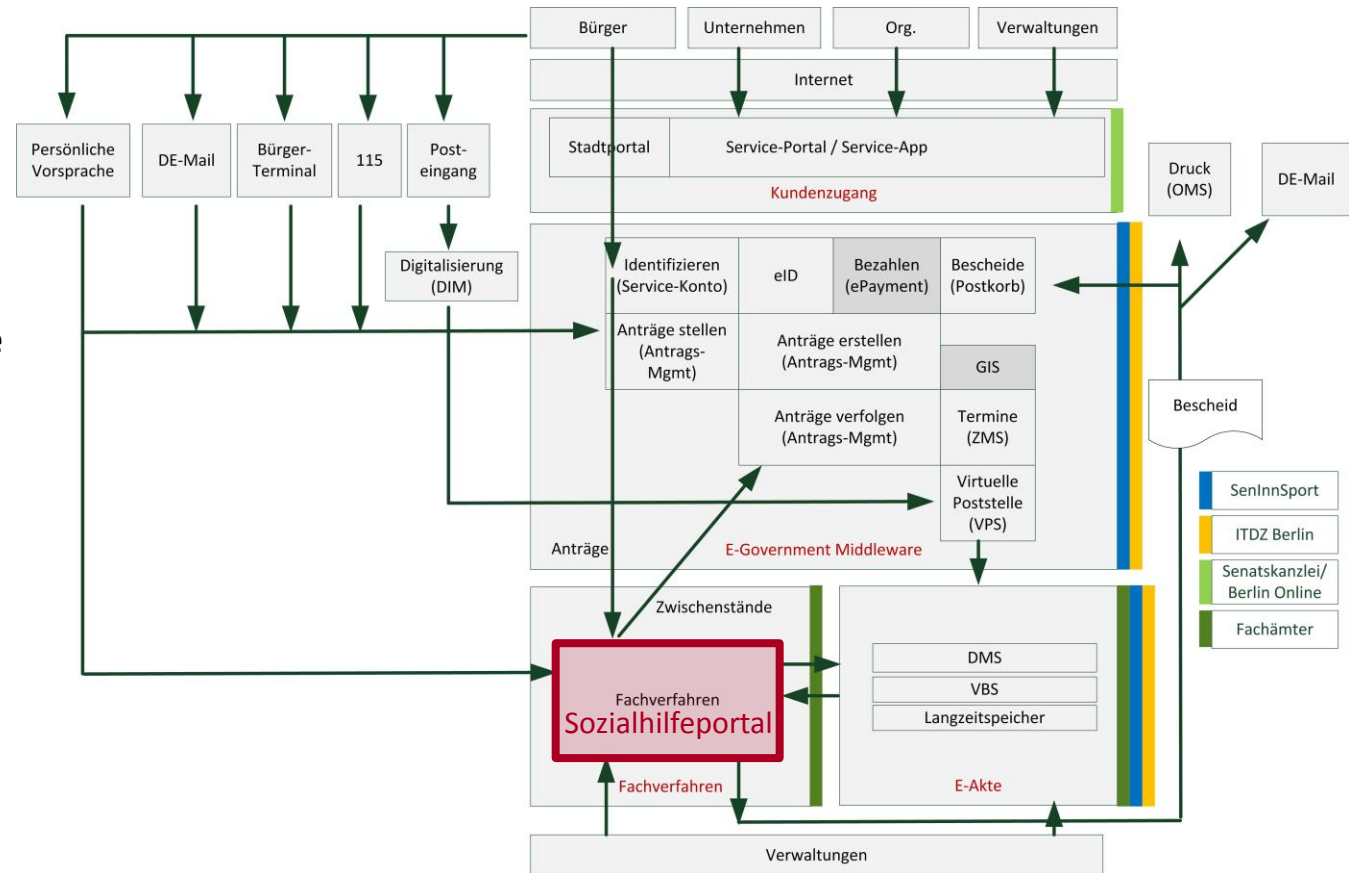 Bürger
Unternehmen
Org.
Verwaltungen
Internet
Stadtportal
Service-Portal / Service-App
Kundenzugang
Persönliche
Vorsprache
DE-Mail
Bürger-
Terminal
115
Post-
eingang
Druck
(OMS)
DE-Mail
Digitalisierung
(DIM)
Identifizieren
(Service-Konto)
eID
Bezahlen
(ePayment)
Bescheide
(Postkorb)
e
Anträge stellen
(Antrags-
Mgmt)
Anträge erstellen
(Antrags-Mgmt)
GIS
Anträge verfolgen
(Antrags-Mgmt)
Termine
(ZMS)
Virtuelle
Poststelle
(VPS)
Bescheid
Anträge
E-Government Middleware
SenInnSport
ITDZ Berlin
Senatskanzlei/
Berlin Online
Fachämter
Zwischenstände
Fachverfahren
Sozialhilfeportal
Fachverfahren
DMS
VBS
Langzeitspeicher
E-Akte
Verwaltungen